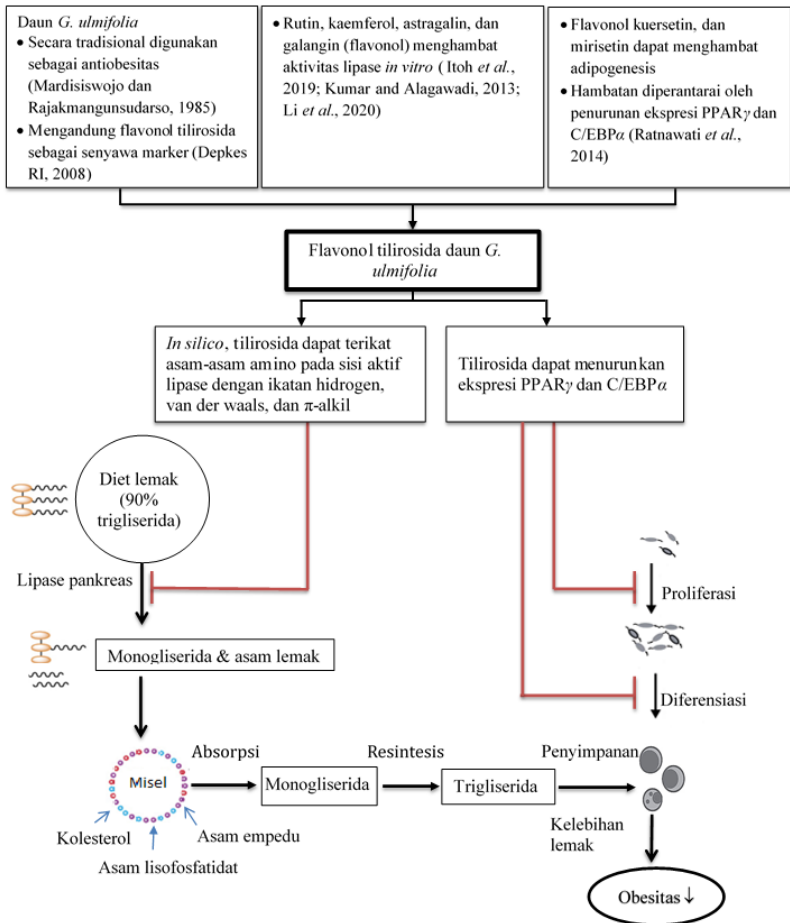 Daun G. ulmifolia
• Secara tradisional digunakan
sebagai antiobesitas
(Mardisiswojo dan
Rajakmangunsudarso, 1985)
• Mengandung flavonol tilirosida
sebagai senyawa marker (Depkes
RI, 2008)
• Rutin, kaemferol, astragalin, dan
galangin (flavonol) menghambat
aktivitas lipase in vitro ( Itoh et al.,
2019; Kumar and Alagawadi, 2013;
Li et al., 2020)
• Flavonol kuersetin, dan
mirisetin dapat menghambat
adipogenesis
• Hambatan diperantarai oleh
penurunan ekspresi PPARγ dan
C/EBPα (Ratnawati et al.,
2014)
Flavonol tilirosida daun G.
ulmifolia
In silico, tilirosida dapat terikat
asam-asam amino pada sisi aktif
lipase dengan ikatan hidrogen,
van der waals, dan π-alkil
Tilirosida dapat menurunkan
ekspresi PPARγ dan C/EBPα
Diet lemak
(90%
trigliserida)
Lipase pankreas
Proliferasi
Monogliserida & asam lemak
Diferensiasi
Misel
Absorpsi
Monogliserida
Resintesis
Trigliserida
Penyimpanan
Kelebihan
lemak
Kolesterol
Asam empedu
Asam lisofosfatidat
Obesitas ↓